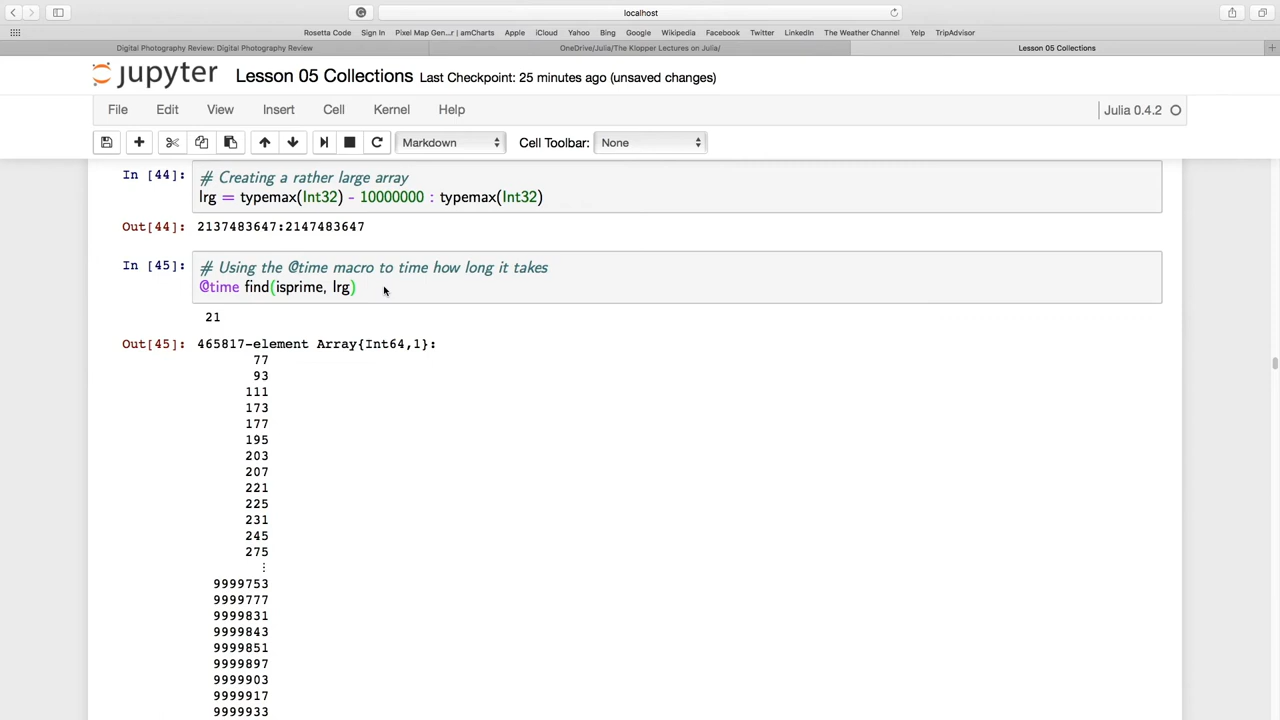 localhost
Rosetta Code Sign In Pixel Map Gen...r | amCharts Apple iCloud Yahoo Bing Google Wikipedia Facebook Twitter LinkedIn The Weather Channel Yelp TripAdvisor
Digital Photography Review: Digital Photography Review OneDrive/Julia/The Klopper Lectures on Julia/ Lesson 05 Collections
jupyter Lesson 05 Collections Last Checkpoint: 25 minutes ago (unsaved changes)
File Edit View Insert Cell Kernel Help Julia 0.4.2
Markdown Cell Toolbar: None
In [44]: # Creating a rather large array
lrg = typemax(Int32) - 10000000 : typemax(Int32)
Out[44]: 2137483647:2147483647
In [45]: # Using the @time macro to time how long it takes
@time find(isprime, lrg)
21
Out[45]: 465817-element Array{Int64,1}:
77
93
111
173
177
195
203
207
221
225
231
245
275
⋮
9999753
9999777
9999831
9999843
9999851
9999897
9999903
9999917
9999933